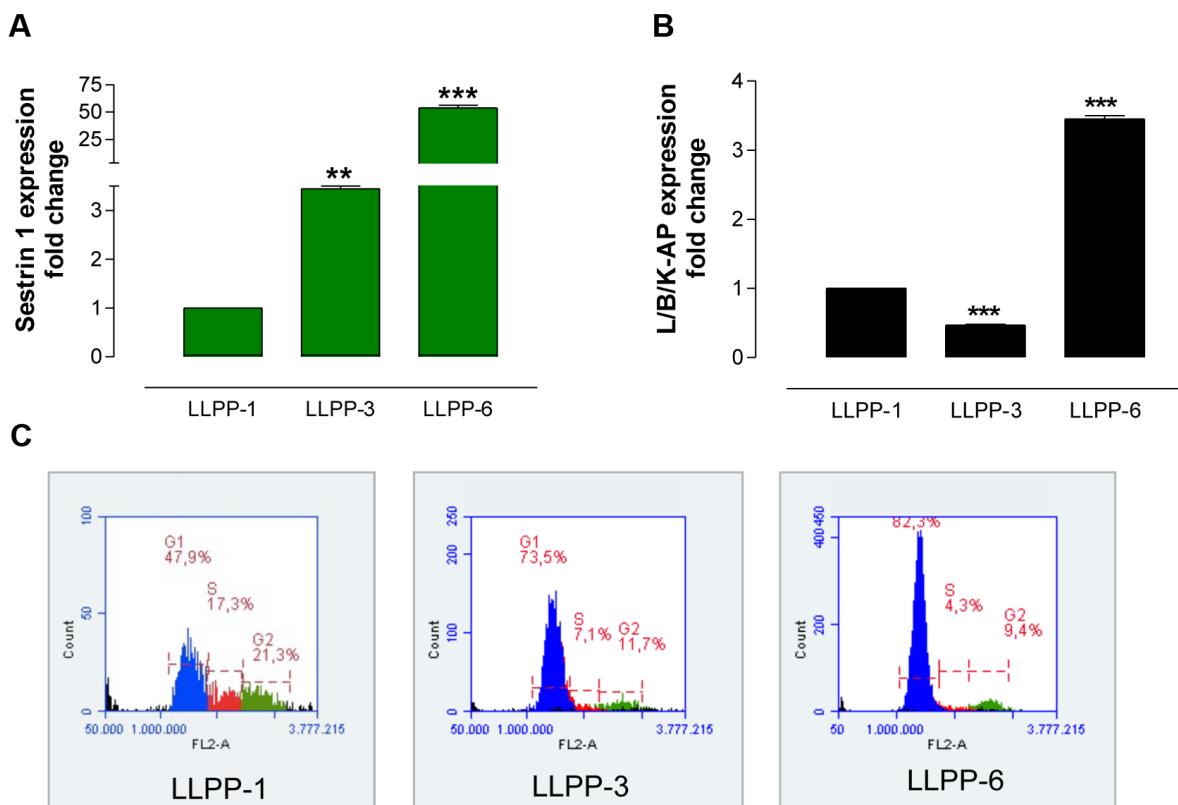 A
Sestrin 1 expression
fold change
75
50
25
3
2
1
0
**
***
LLPP-1 LLPP-3 LLPP-6
B
L/B/K-AP expression
fold change
4
3
2
1
0
***
***
LLPP-1 LLPP-3 LLPP-6
C
Count
100
50
0
G1
47,9%
S
17,3%
G2
21,3%
50.000 1.000.000 3.777.215
FL2-A
LLPP-1
Count
250
200
100
0
G1
73,5%
S
7,1%
G2
11,7%
50.000 1.000.000 3.777.215
FL2-A
LLPP-3
Count
450
400
200
0
82,3%
S
4,3%
G2
9,4%
50 1.000.000 3.777.215
FL2-A
LLPP-6